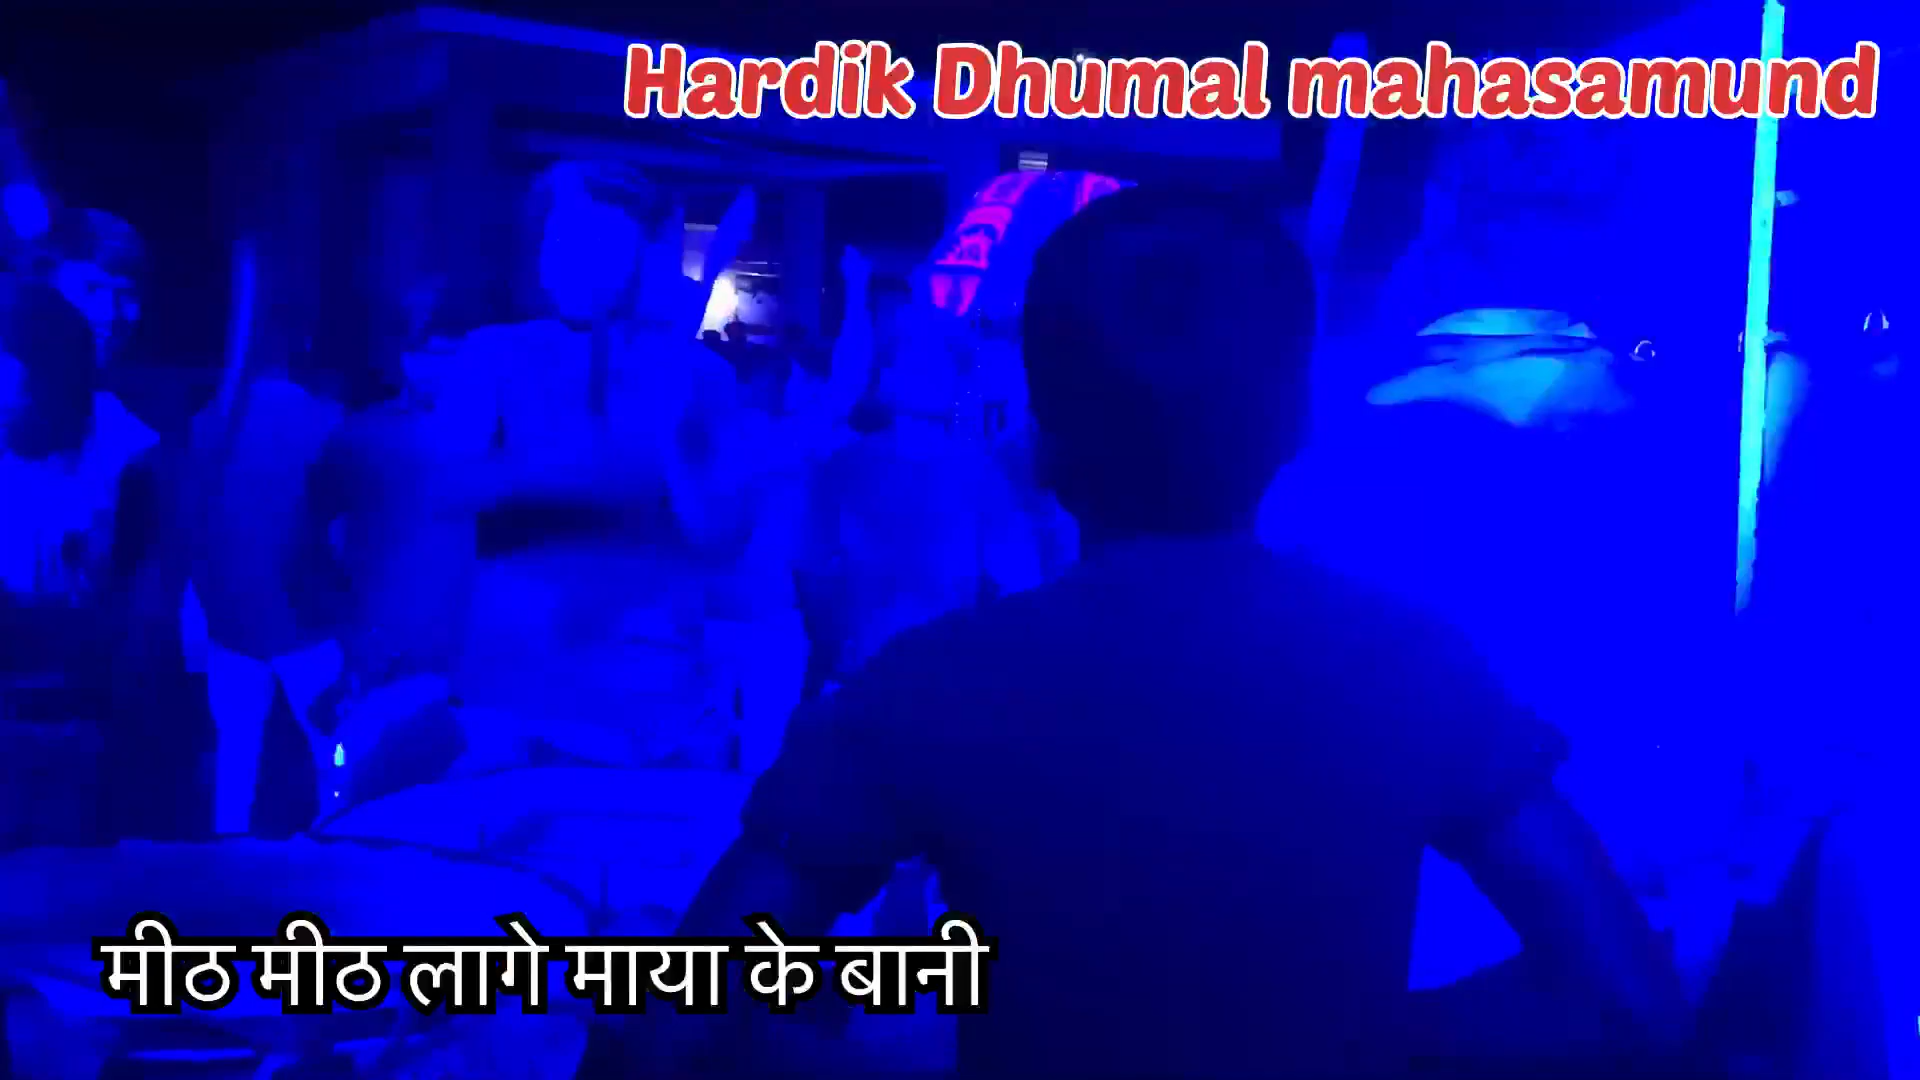 Hardik Dhumal mahasamund
मीठ मीठ लागे माया के बानी